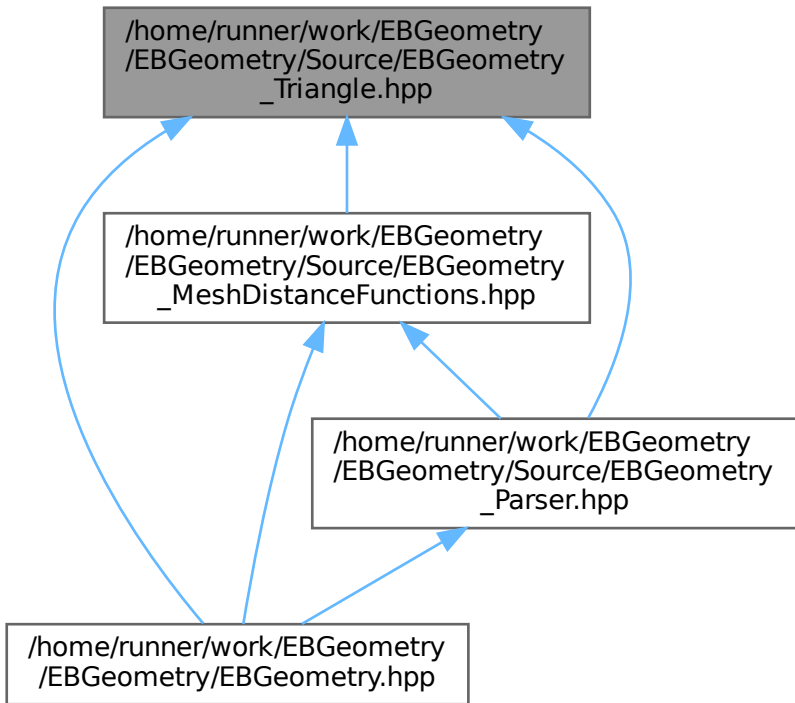 /home/runner/work/EBGeometry
/EBGeometry/Source/EBGeometry
_Triangle.hpp
/home/runner/work/EBGeometry
/EBGeometry/Source/EBGeometry
_MeshDistanceFunctions.hpp
/home/runner/work/EBGeometry
/EBGeometry/Source/EBGeometry
_Parser.hpp
/home/runner/work/EBGeometry
/EBGeometry/EBGeometry.hpp